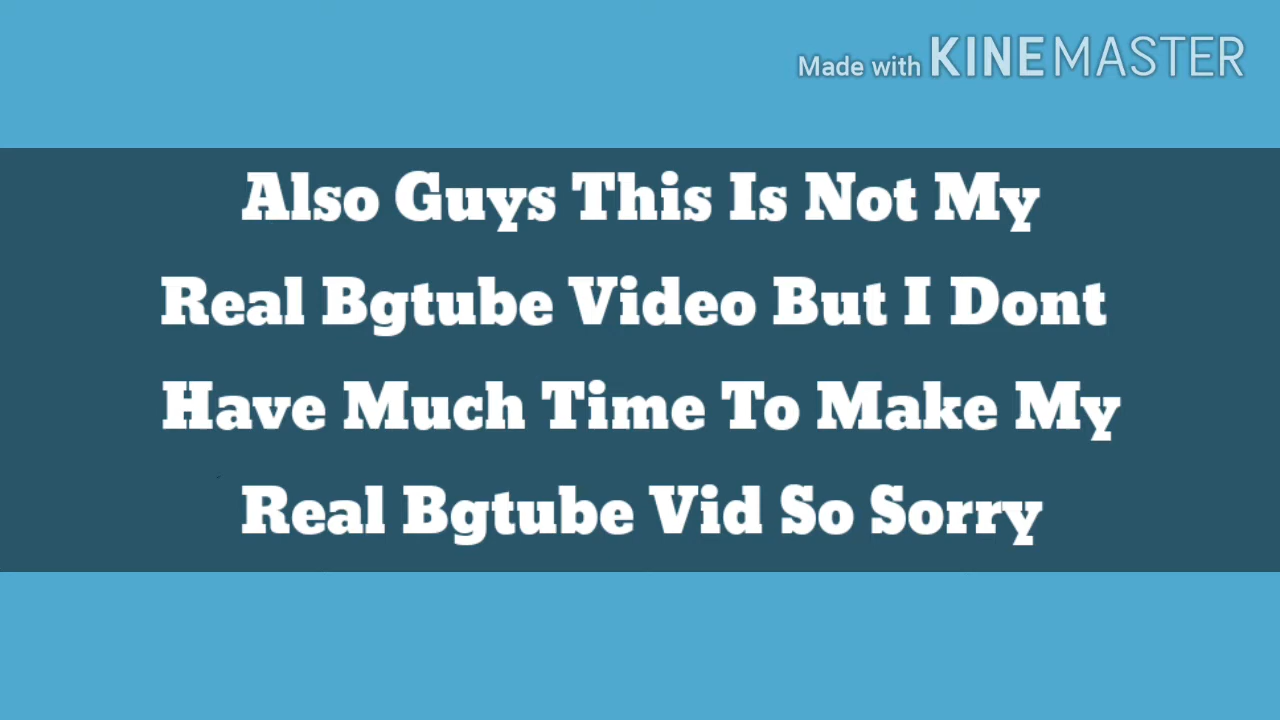 Made with KINEMASTER
Also Guys This Is Not My
Real Bgtube Video But I Dont
Have Much Time To Make My
Real Bgtube Vid So Sorry